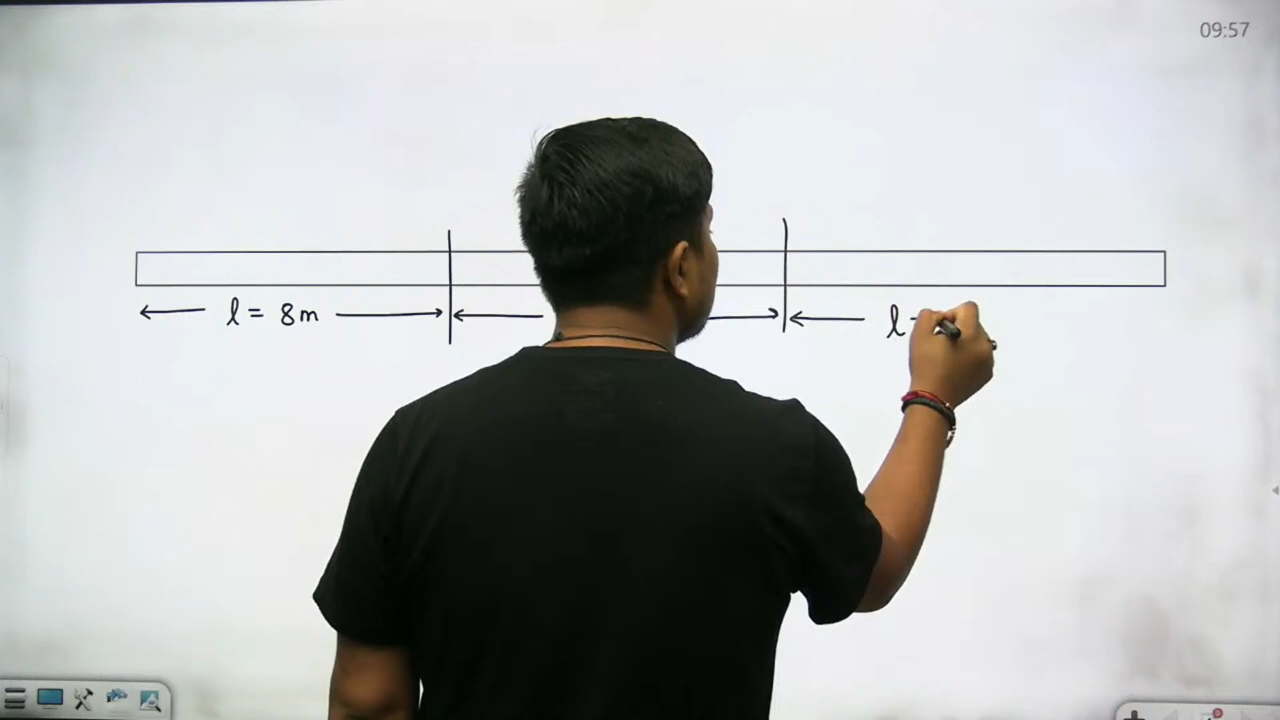 09:57
l = 8m
l =